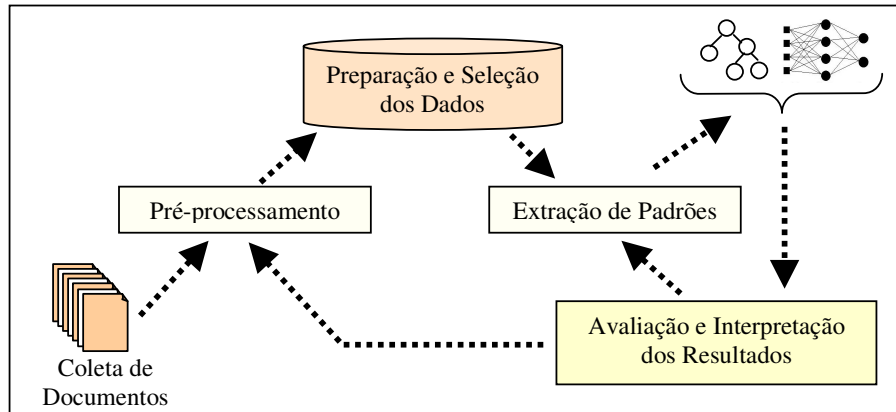 Preparação e Seleção
dos Dados
Pré-processamento
Extração de Padrões
Coleta de
Documentos
Avaliação e Interpretação
dos Resultados